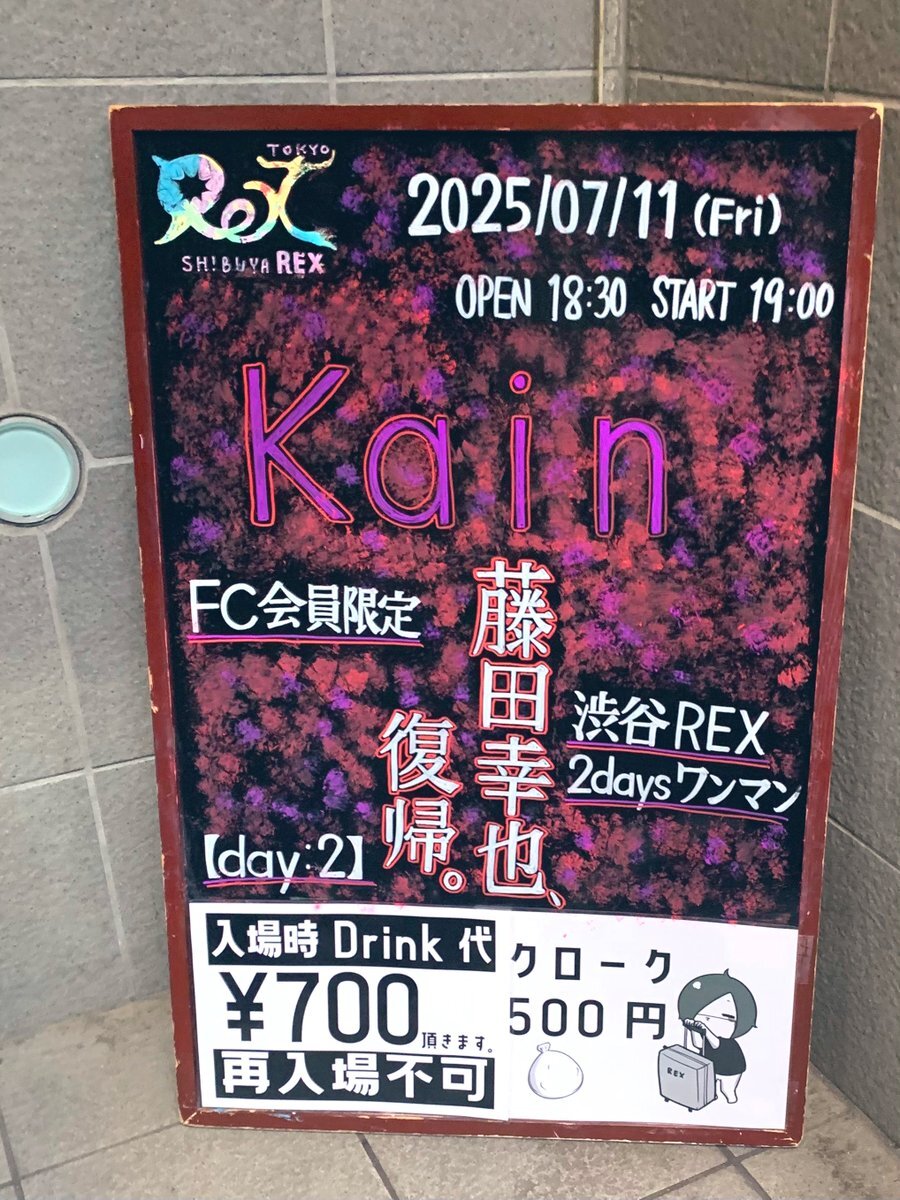 TOKYO
ReX
SHIBUYA REX
2025/07/11 (Fri)
OPEN 18:30 START 19:00
Kain
FC会員限定
藤田幸也、
復帰。
渋谷REX
2daysワンマン
【day:2】
入場時 Drink 代
¥700
頂きます。
再入場不可
クローク
500円
REX